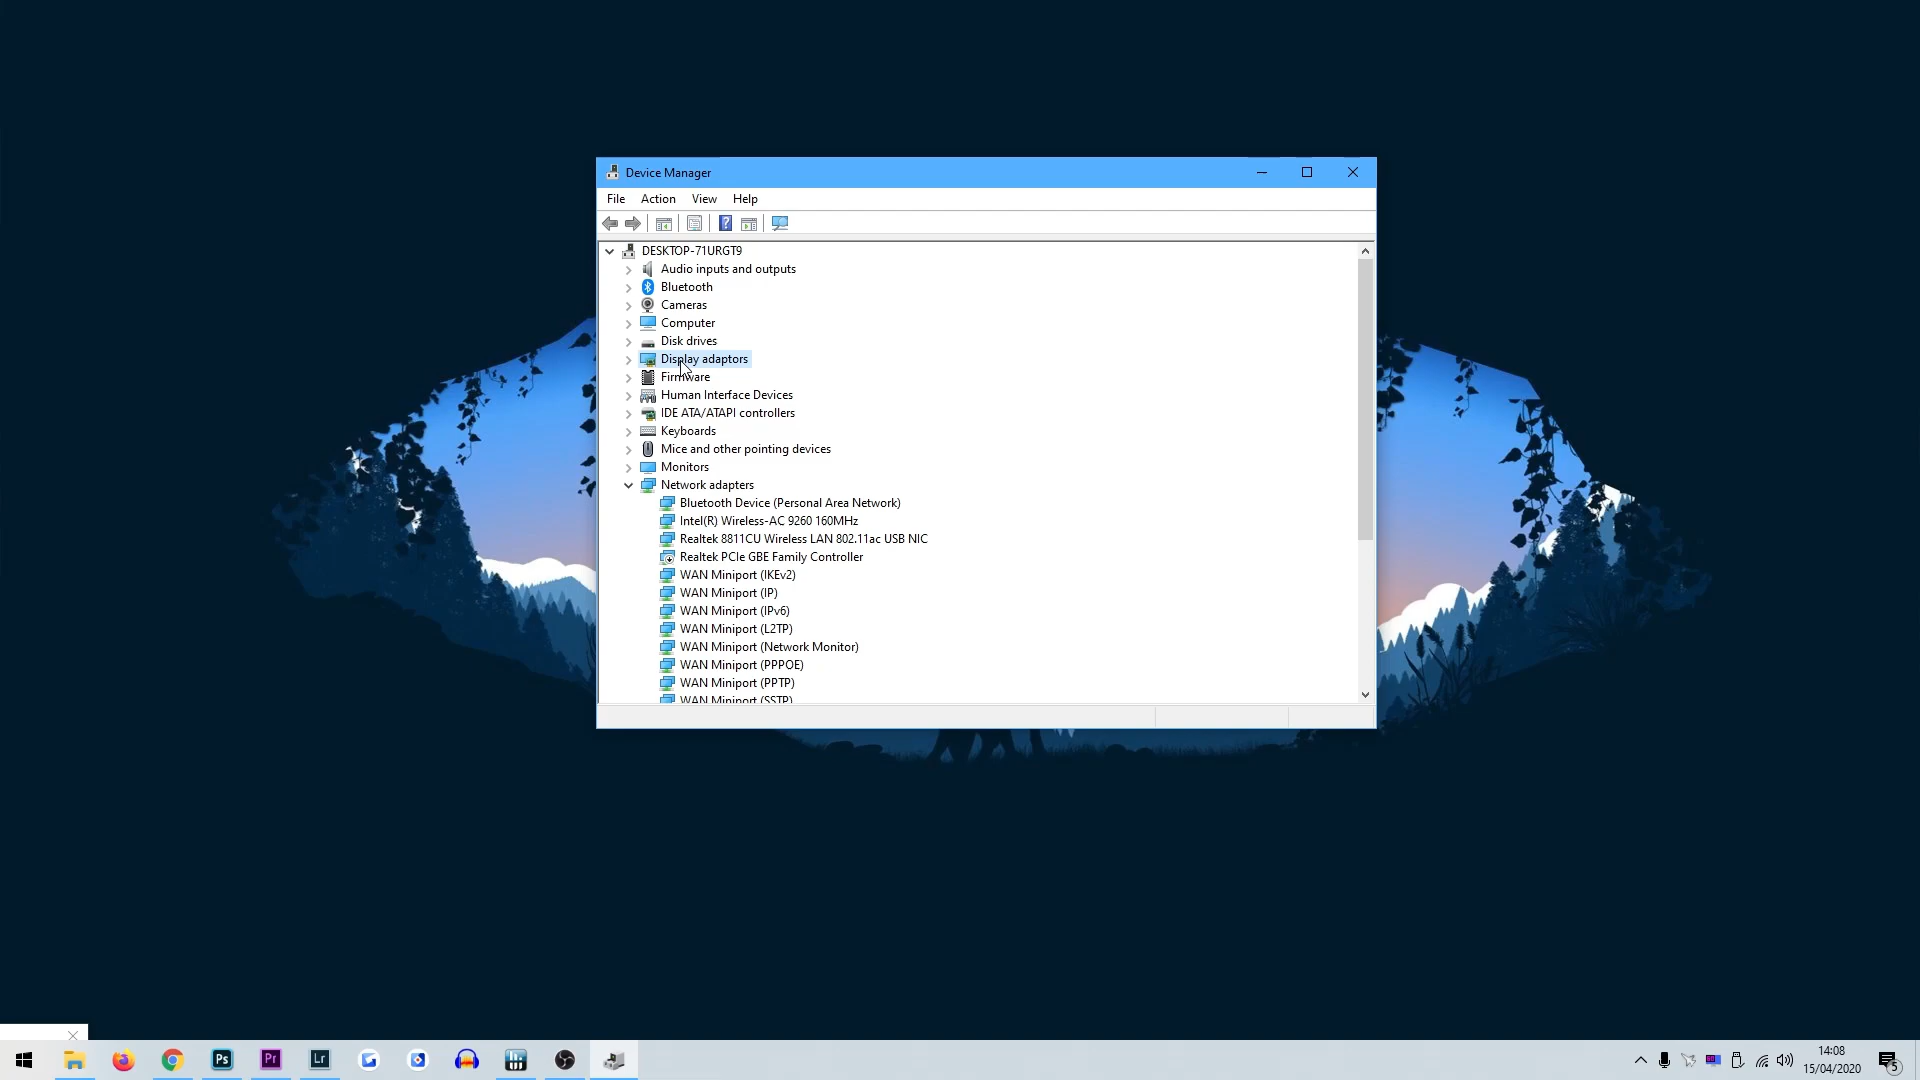 Device Manager
File Action View Help
DESKTOP-71URGT9
Audio inputs and outputs
Bluetooth
Cameras
Computer
Disk drives
Display adaptors
Firmware
Human Interface Devices
IDE ATA/ATAPI controllers
Keyboards
Mice and other pointing devices
Monitors
Network adapters
Bluetooth Device (Personal Area Network)
Intel(R) Wireless-AC 9260 160MHz
Realtek 8811CU Wireless LAN 802.11ac USB NIC
Realtek PCIe GBE Family Controller
WAN Miniport (IKEv2)
WAN Miniport (IP)
WAN Miniport (IPv6)
WAN Miniport (L2TP)
WAN Miniport (Network Monitor)
WAN Miniport (PPPOE)
WAN Miniport (PPTP)
WAN Miniport (SSTP)
Ps Pr Lr
14:08
15/04/2020
5